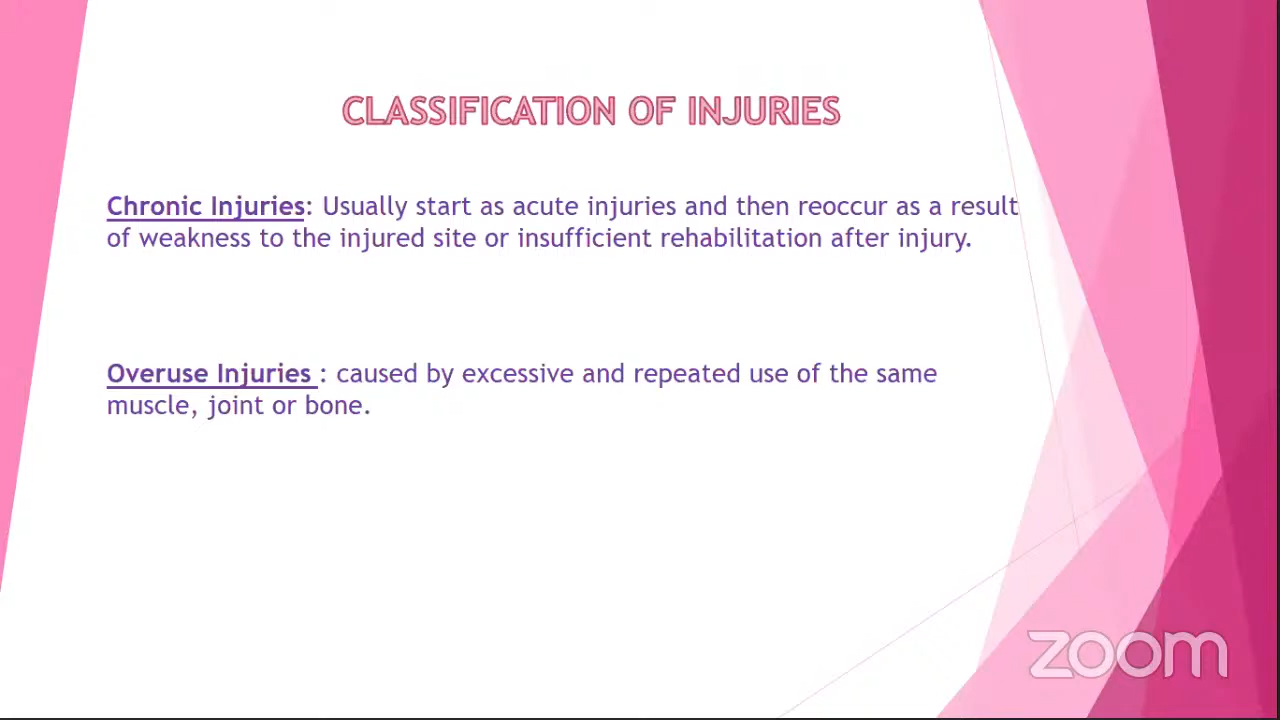 CLASSIFICATION OF INJURIES
Chronic Injuries: Usually start as acute injuries and then reoccur as a result
of weakness to the injured site or insufficient rehabilitation after injury.
Overuse Injuries : caused by excessive and repeated use of the same
muscle, joint or bone.
zoom